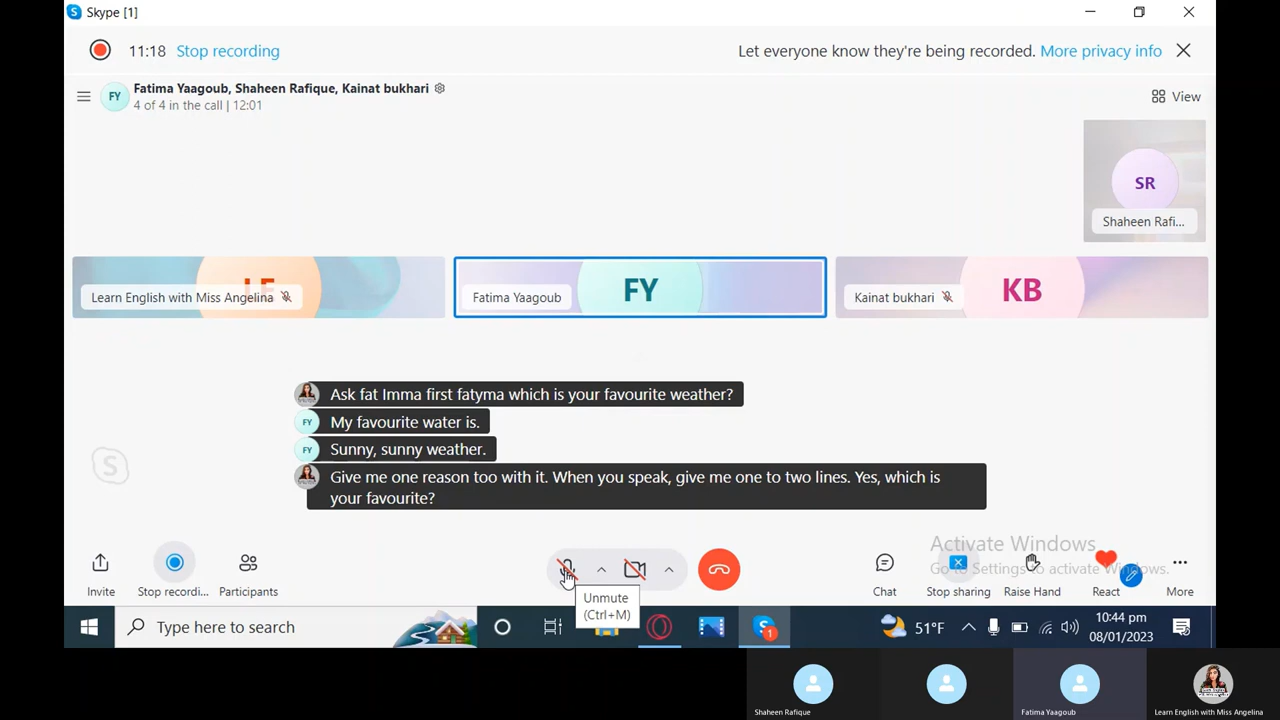 Skype [1]
11:18 Stop recording
Let everyone know they're being recorded. More privacy info
Fatima Yaagoub, Shaheen Rafique, Kainat bukhari
FY
4 of 4 in the call | 12:01
View
SR
Shaheen Rafi...
LE
Learn English with Miss Angelina
FY
Fatima Yaagoub
KB
Kainat bukhari
Ask fat Imma first fatyma which is your favourite weather?
FY My favourite water is.
FY Sunny, sunny weather.
Give me one reason too with it. When you speak, give me one to two lines. Yes, which is
your favourite?
Activate Windows
Go to Settings to activate Windows.
Invite
Stop recordi...
Participants
Unmute
(Ctrl+M)
Chat
Stop sharing
Raise Hand
React
More
Type here to search
1
51°F
10:44 pm
08/01/2023
Shaheen Rafique
Fatima Yaagoub
Learn English with Miss Angelina